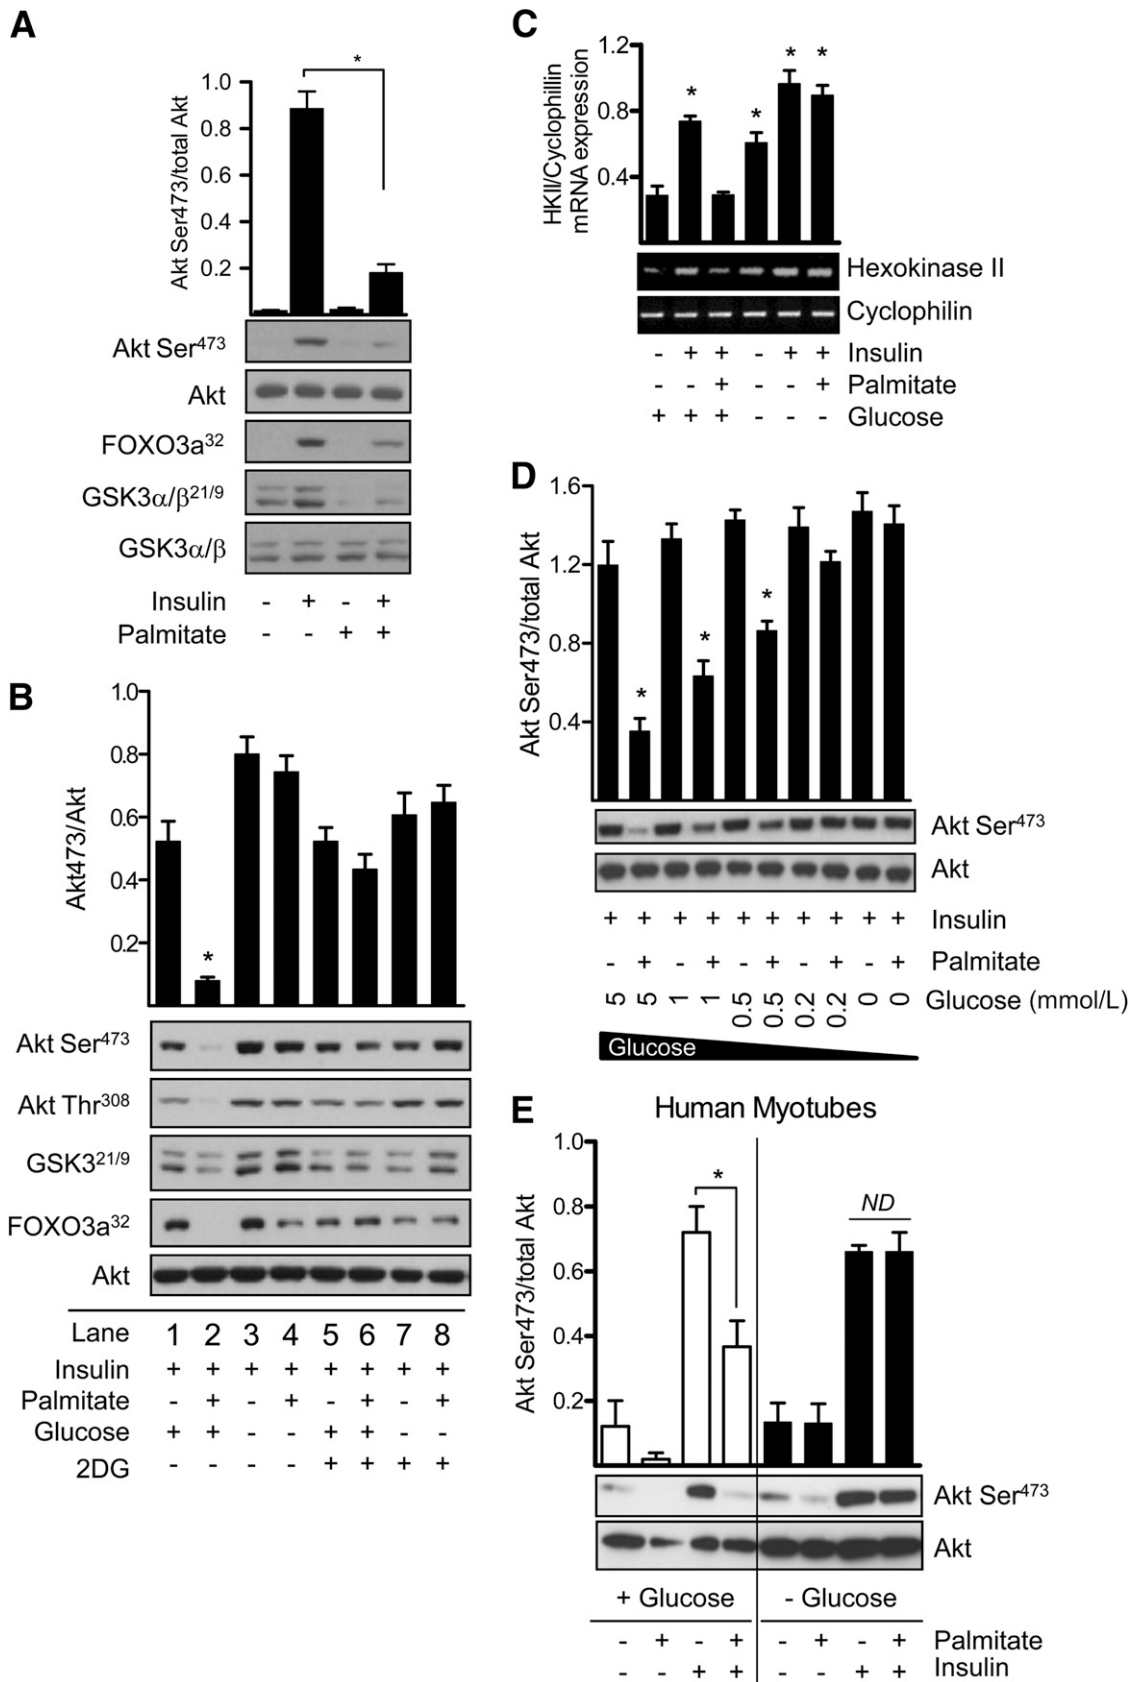 A
*
1.0
0.8
0.6
0.4
0.2
Akt Ser473/total Akt
Akt Ser473
Akt
FOXO3a32
GSK3α/β21/9
GSK3α/β
Insulin - + - +
Palmitate - - + +
B
1.0
0.8
0.6
0.4
0.2
Akt473/Akt
*
Akt Ser473
Akt Thr308
GSK321/9
FOXO3a32
Akt
Lane 1 2 3 4 5 6 7 8
Insulin + + + + + + + +
Palmitate - + - + - + - +
Glucose + + - - + + - -
2DG - - - - + + + +
C
1.2
0.8
0.4
HKII/Cyclophillin
mRNA expression
* * * *
Hexokinase II
Cyclophilin
- + + - + + Insulin
- - + - - + Palmitate
+ + + - - - Glucose
D
1.6
1.2
0.8
0.4
Akt Ser473/total Akt
* * *
Akt Ser473
Akt
+ + + + + + + + + + Insulin
- + - + - + - + - + Palmitate
5 5 1 1 0.5 0.5 0.2 0.2 0 0 Glucose (mmol/L)
Glucose
E
Human Myotubes
1.0
0.8
0.6
0.4
0.2
Akt Ser473/total Akt
*
ND
Akt Ser473
Akt
+ Glucose - Glucose
- + - + - + - + Palmitate
- - + + - - + + Insulin